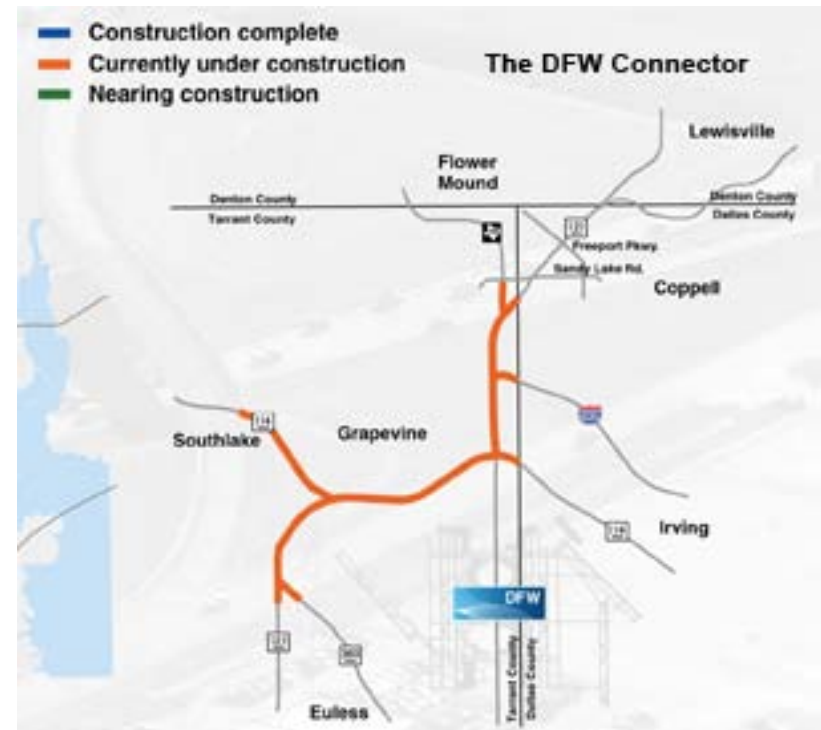 Construction complete
Currently under construction
Nearing construction
The DFW Connector
Lewisville
Flower
Mound
Denton County
Tarrant County
Denton County
Dallas County
121
Freeport Pkwy.
Sandy Lake Rd.
Coppell
114
Southlake
Grapevine
Irving
114
DFW
121
360
Euless
Tarrant County
Dallas County